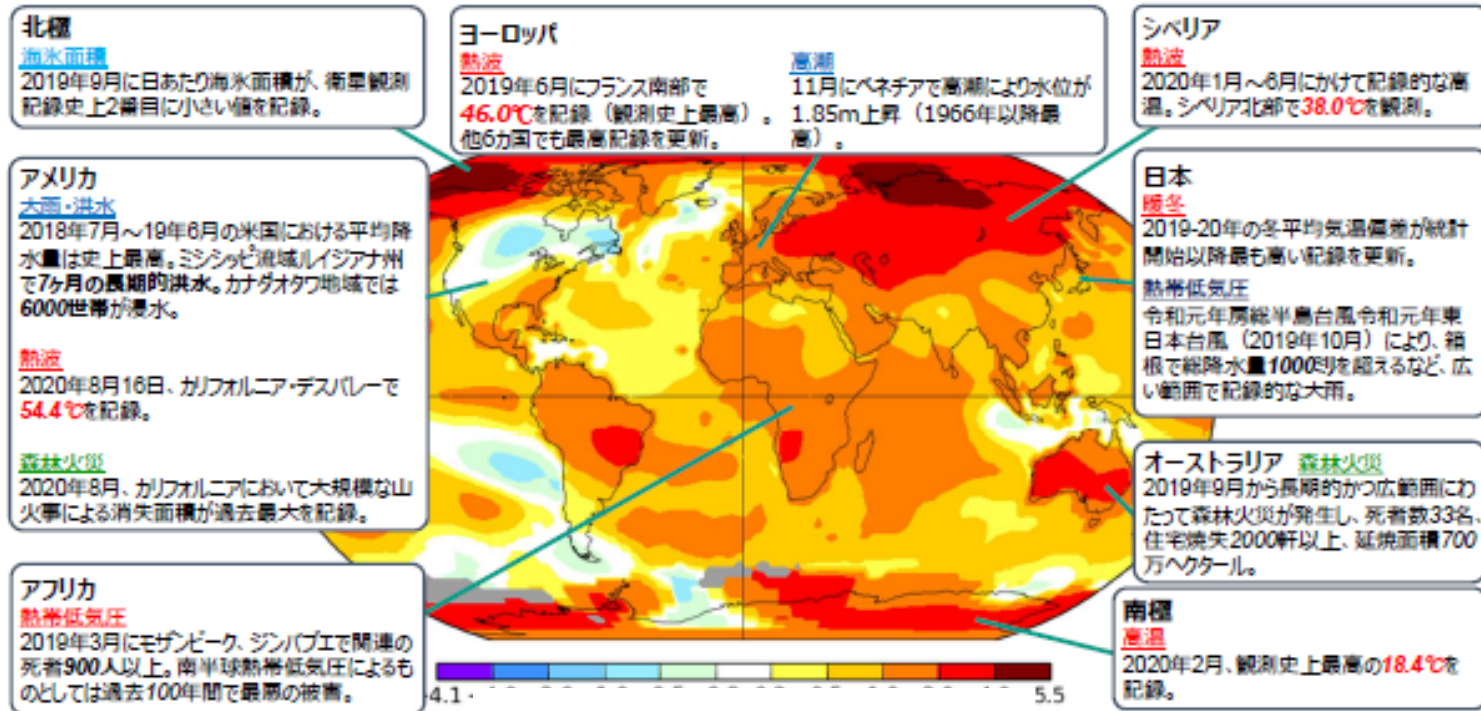 北極
海氷面積
2019年9月に日あたり海氷面積が、衛星観測
記録史上2番目に小さい値を記録。
ヨーロッパ
熱波
2019年6月にフランス南部で
46.0℃を記録（観測史上最高）。
他6カ国でも最高記録を更新。
高潮
11月にベネチアで高潮により水位が
1.85m上昇（1966年以降最
高）。
シベリア
熱波
2020年1月～6月にかけて記録的な高
温。シベリア北部で38.0℃を観測。
アメリカ
大雨・洪水
2018年7月～19年6月の米国における平均降
水量は史上最高。ミシシッピ流域ルイジアナ州
で7ヶ月の長期的洪水。カナダオタワ地域では
6000世帯が浸水。
熱波
2020年8月16日、カリフォルニア・デスバレーで
54.4℃を記録。
森林火災
2020年8月、カリフォルニアにおいて大規模な山
火事による消失面積が過去最大を記録。
日本
暖冬
2019-20年の冬平均気温偏差が統計
開始以降最も高い記録を更新。
熱帯低気圧
令和元年房総半島台風令和元年東
日本台風（2019年10月）により、箱
根で総降水量1000㍉を超えるなど、広
い範囲で記録的な大雨。
オーストラリア 森林火災
2019年9月から長期的かつ広範囲にわ
たって森林火災が発生し、死者数33名、
住宅焼失2000軒以上、延焼面積700
万ヘクタール。
アフリカ
熱帯低気圧
2019年3月にモザンビーク、ジンバブエで関連の
死者900人以上。南半球熱帯低気圧によるも
のとしては過去100年間で最悪の被害。
南極
高温
2020年2月、観測史上最高の18.4℃を
記録。
-4.1 5.5